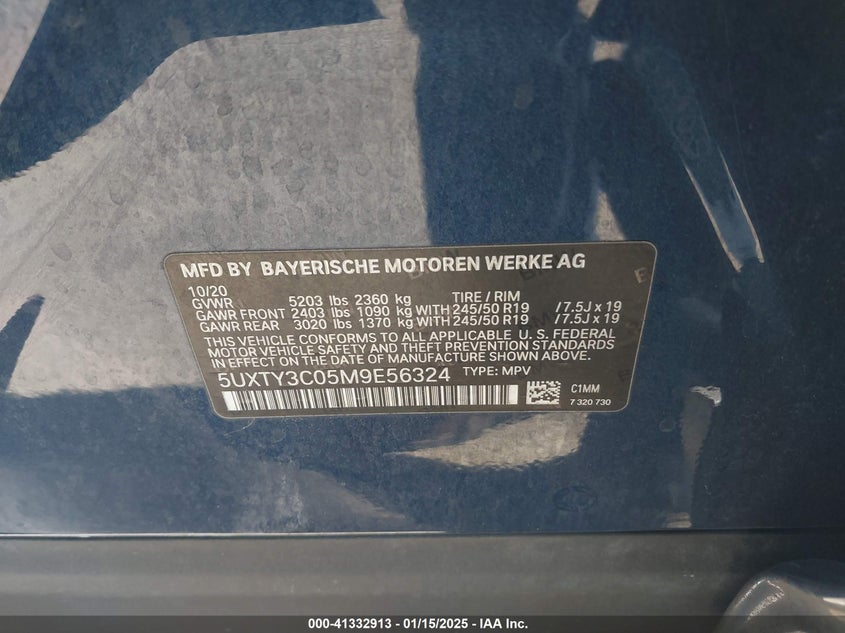 MFD BY BAYERISCHE MOTOREN WERKE AG
10/20
GVWR 5203 lbs 2360 kg TIRE / RIM
GAWR FRONT 2403 lbs 1090 kg WITH 245/50 R19 / 7.5J x 19
GAWR REAR 3020 lbs 1370 kg WITH 245/50 R19 / 7.5J x 19
THIS VEHICLE CONFORMS TO ALL APPLICABLE U. S. FEDERAL
MOTOR VEHICLE SAFETY AND THEFT PREVENTION STANDARDS
IN EFFECT ON THE DATE OF MANUFACTURE SHOWN ABOVE.
5UXTY3C05M9E56324 TYPE: MPV
C1MM
7 320 730
000-41332913 - 01/15/2025 - IAA Inc.